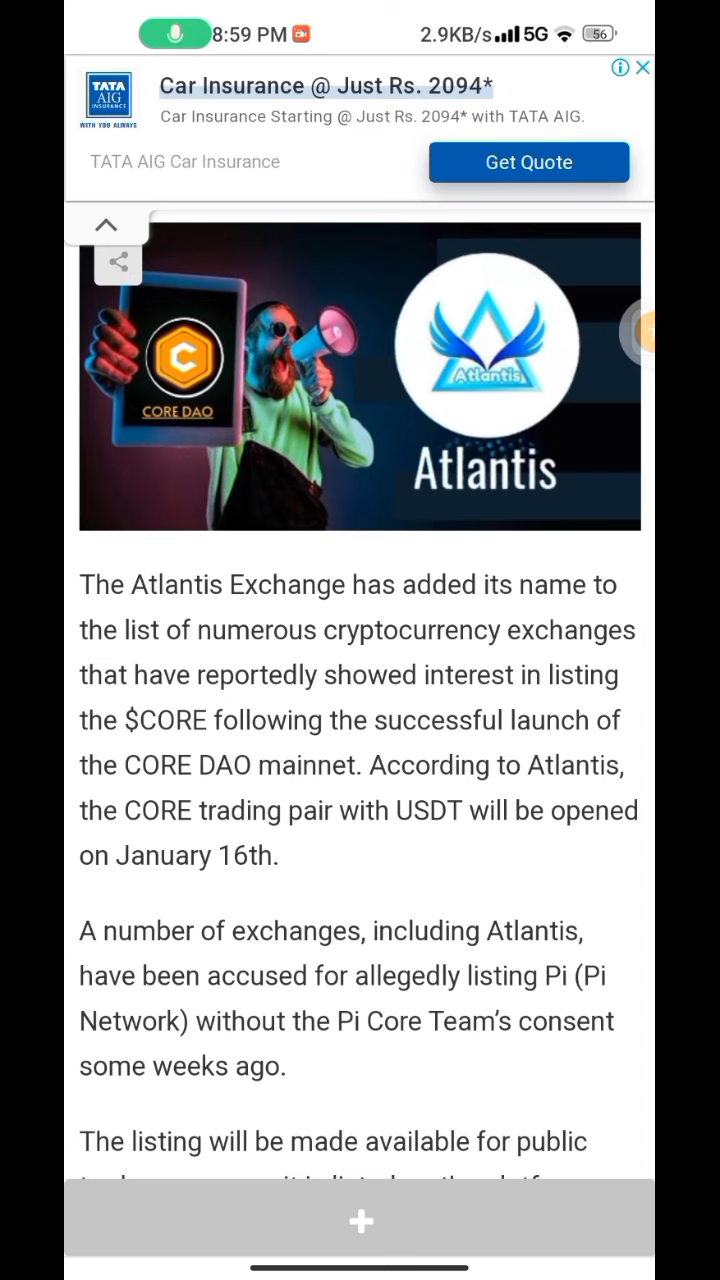 8:59 PM
2.9KB/s 5G 56
TATA
AIG
INSURANCE
WITH YOU ALWAYS
Car Insurance @ Just Rs. 2094*
Car Insurance Starting @ Just Rs. 2094* with TATA AIG.
TATA AIG Car Insurance
Get Quote
C
CORE DAO
Atlantis
Atlantis
The Atlantis Exchange has added its name to
the list of numerous cryptocurrency exchanges
that have reportedly showed interest in listing
the $CORE following the successful launch of
the CORE DAO mainnet. According to Atlantis,
the CORE trading pair with USDT will be opened
on January 16th.
A number of exchanges, including Atlantis,
have been accused for allegedly listing Pi (Pi
Network) without the Pi Core Team's consent
some weeks ago.
The listing will be made available for public